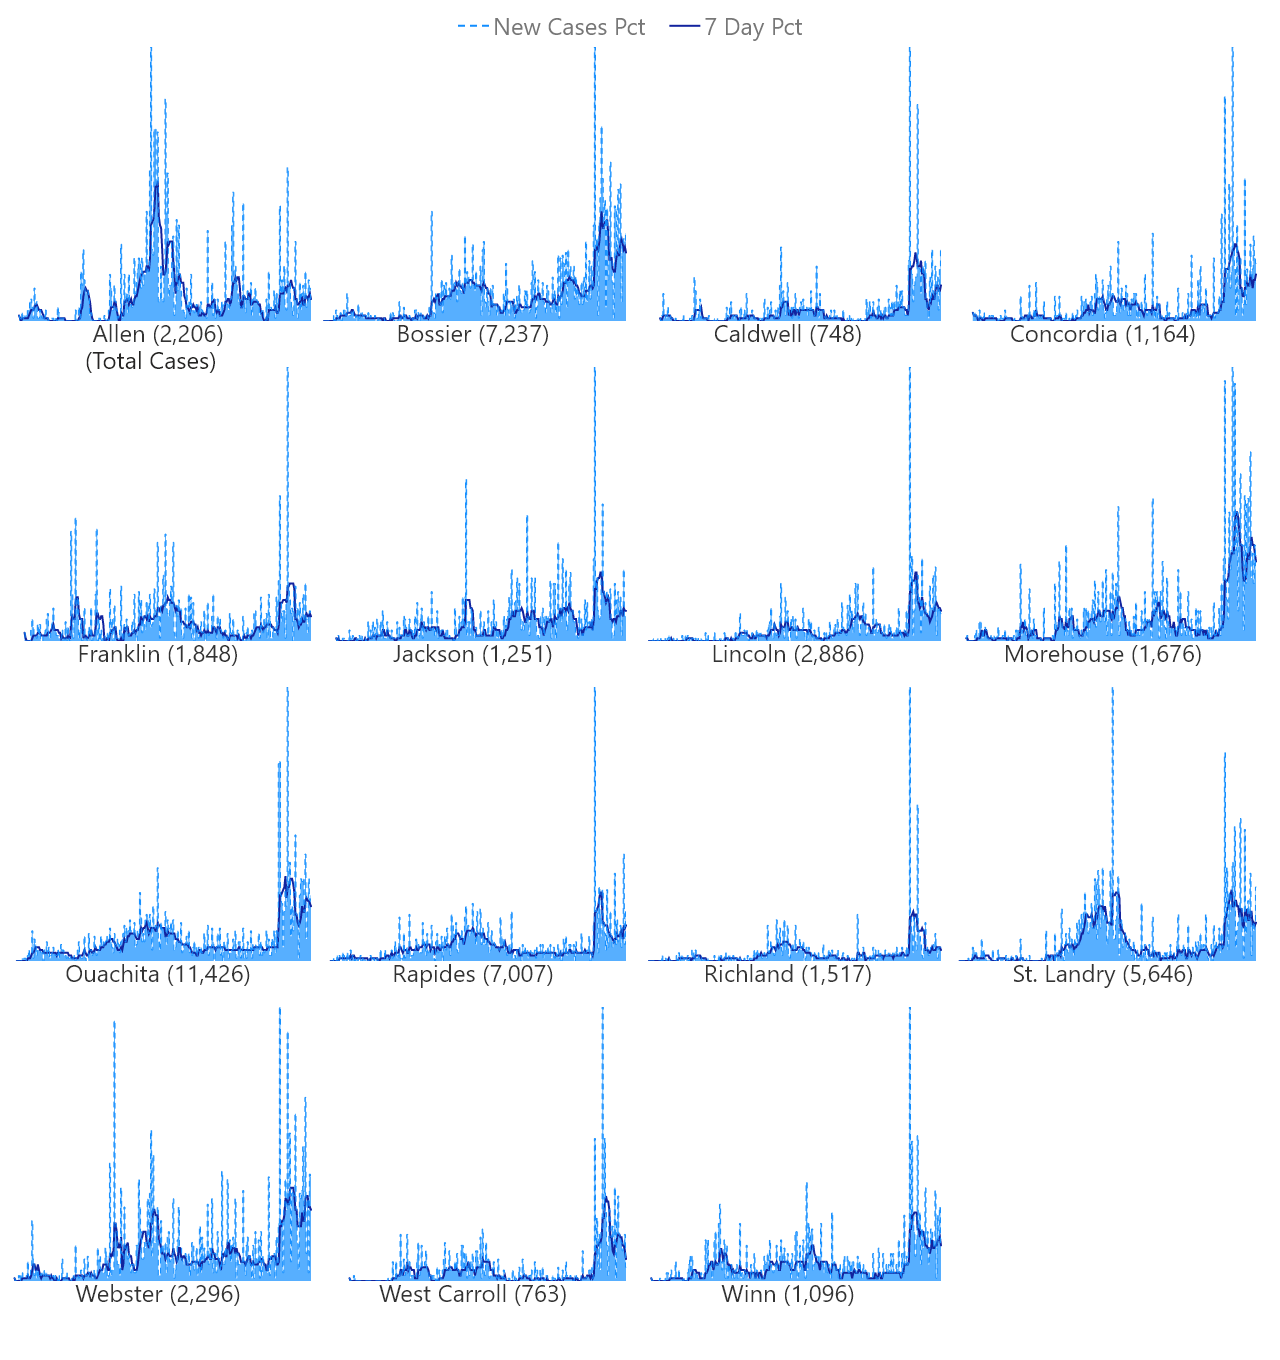 New Cases Pct 7 Day Pct
Allen (2,206) Bossier (7,237) Caldwell (748) Concordia (1,164)
(Total Cases)
Franklin (1,848) Jackson (1,251) Lincoln (2,886) Morehouse (1,676)
Ouachita (11,426) Rapides (7,007) Richland (1,517) St. Landry (5,646)
Webster (2,296) West Carroll (763) Winn (1,096)